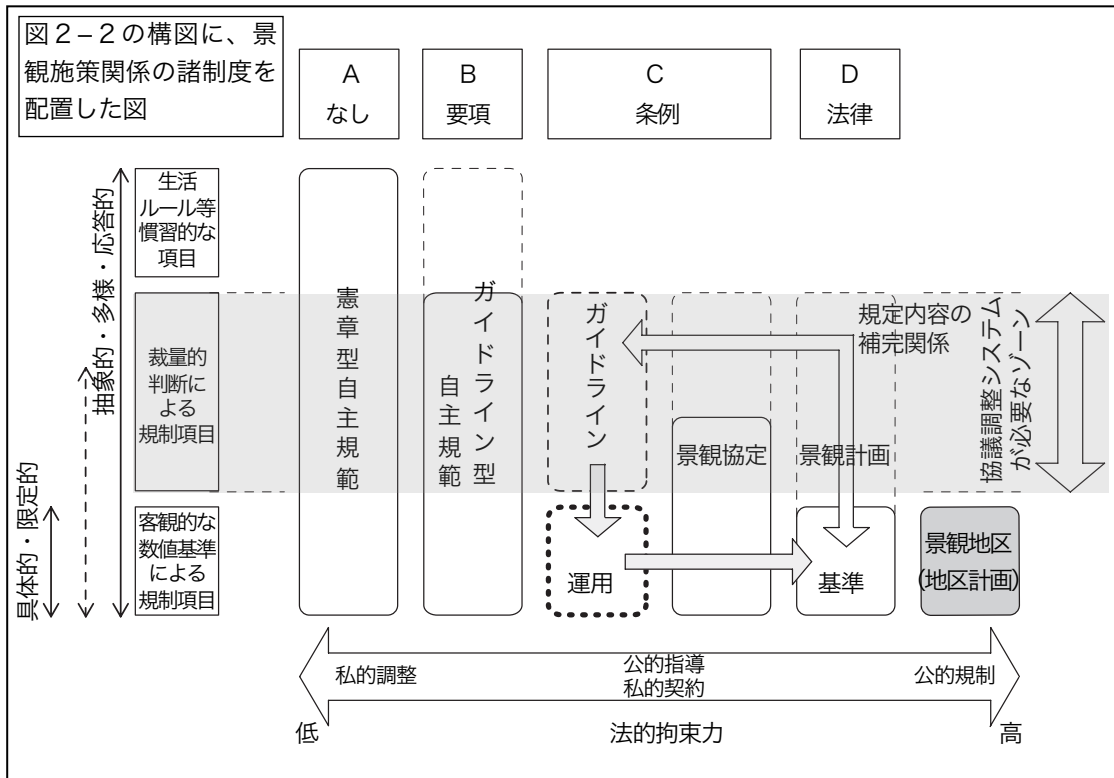 図２−２の構図に、景
観施策関係の諸制度を
配置した図
A
なし
B
要項
C
条例
D
法律
抽象的・多様・応答的
具体的・限定的
生活
ルール等
慣習的な
項目
裁量的
判断によ
る
規制項目
客観的な
数値基準
による
規制項目
憲章型自主規範
ガイドライン型
自主規範
ガイドライン
運用
景観協定
規定内容の
補完関係
景観計画
基準
景観地区
(地区計画)
協議調整システム
が必要なゾーン
私的調整
公的指導
私的契約
公的規制
低
法的拘束力
高